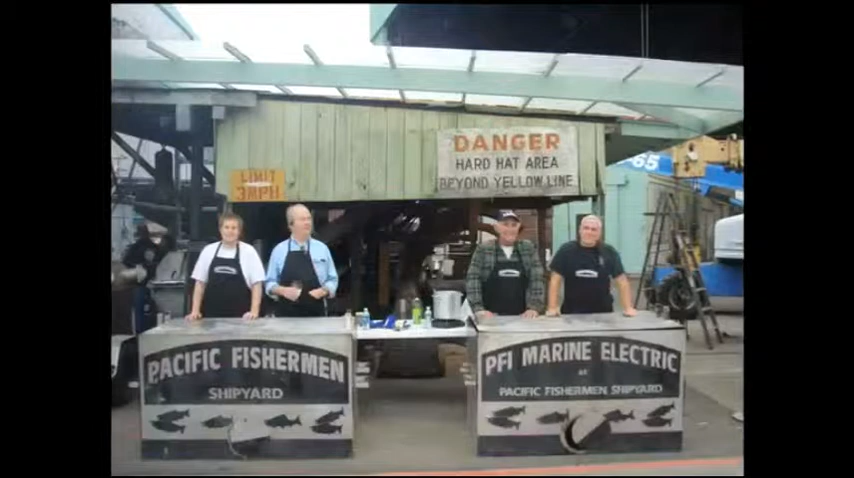 65
DANGER
HARD HAT AREA
BEYOND YELLOW LINE
LIMIT
3MPH
PACIFIC FISHERMEN
SHIPYARD
PFI MARINE ELECTRIC
AT
PACIFIC FISHERMEN SHIPYARD